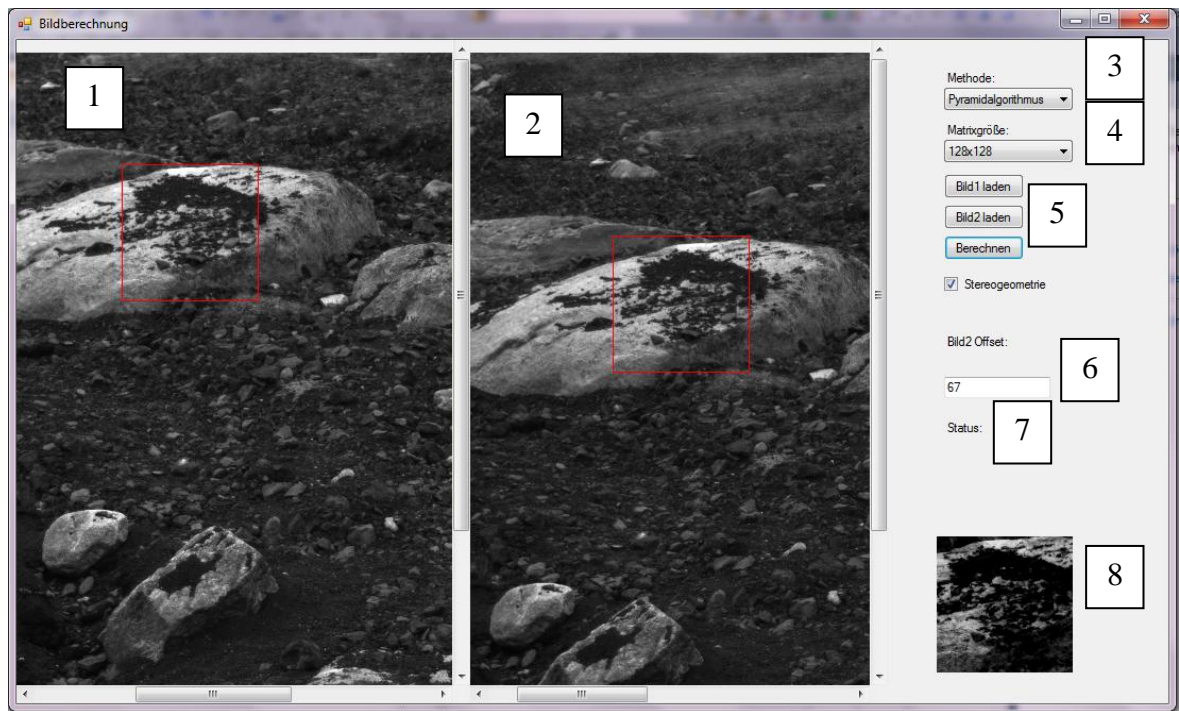 Bildberechnung
1
2
3
Methode:
Pyramidalgorithmus
4
Matrixgröße:
128x128
Bild1 laden
5
Bild2 laden
Berechnen
Stereogeometrie
Bild2 Offset:
6
67
Status:
7
8